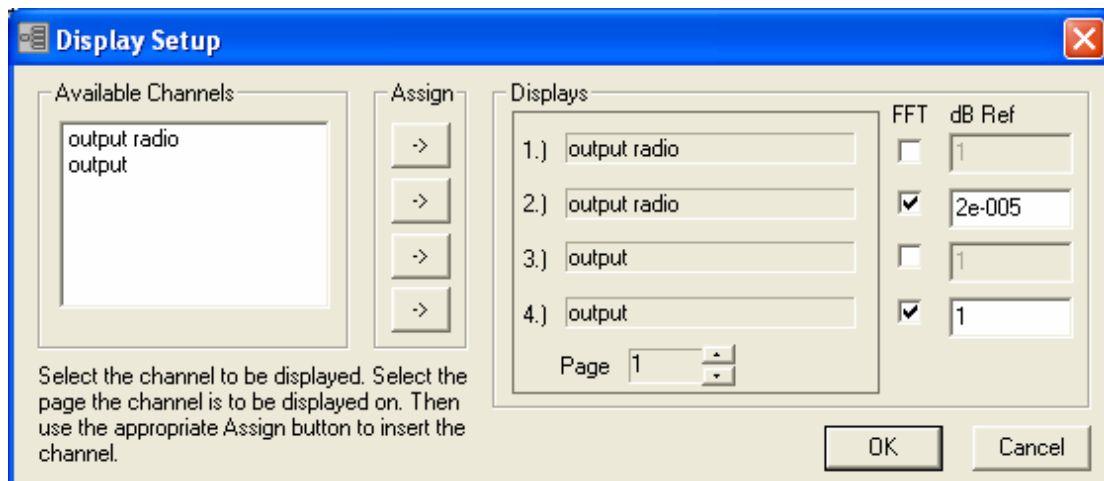 Display Setup
Available Channels
output radio
output
Assign
->
->
->
->
Displays
FFT dB Ref
1.) output radio 1
2.) output radio 2e-005
3.) output 1
4.) output 1
Page 1
Select the channel to be displayed. Select the
page the channel is to be displayed on. Then
use the appropriate Assign button to insert the
channel.
OK Cancel